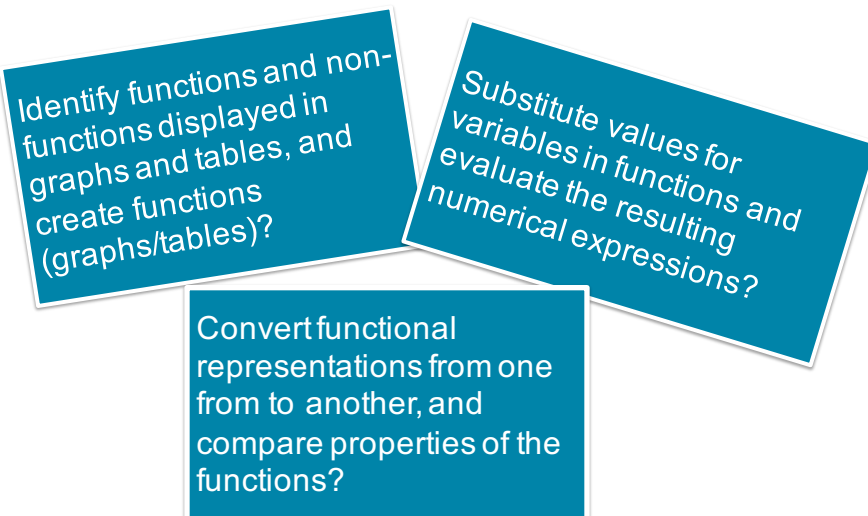 Identify functions and non-
functions displayed in
graphs and tables, and
create functions
(graphs/tables)?
Substitute values for
variables in functions and
evaluate the resulting
numerical expressions?
Convert functional
representations from one
from to another, and
compare properties of the
functions?